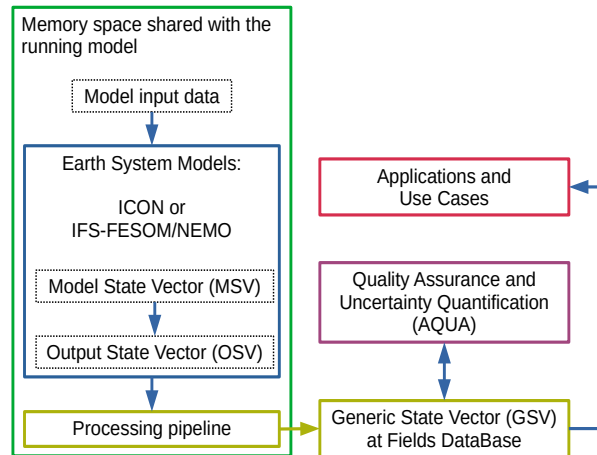 Memory space shared with the
running model
Model input data
Earth System Models:
ICON or
IFS-FESOM/NEMO
Model State Vector (MSV)
Output State Vector (OSV)
Processing pipeline
Applications and
Use Cases
Quality Assurance and
Uncertainty Quantification
(AQUA)
Generic State Vector (GSV)
at Fields DataBase